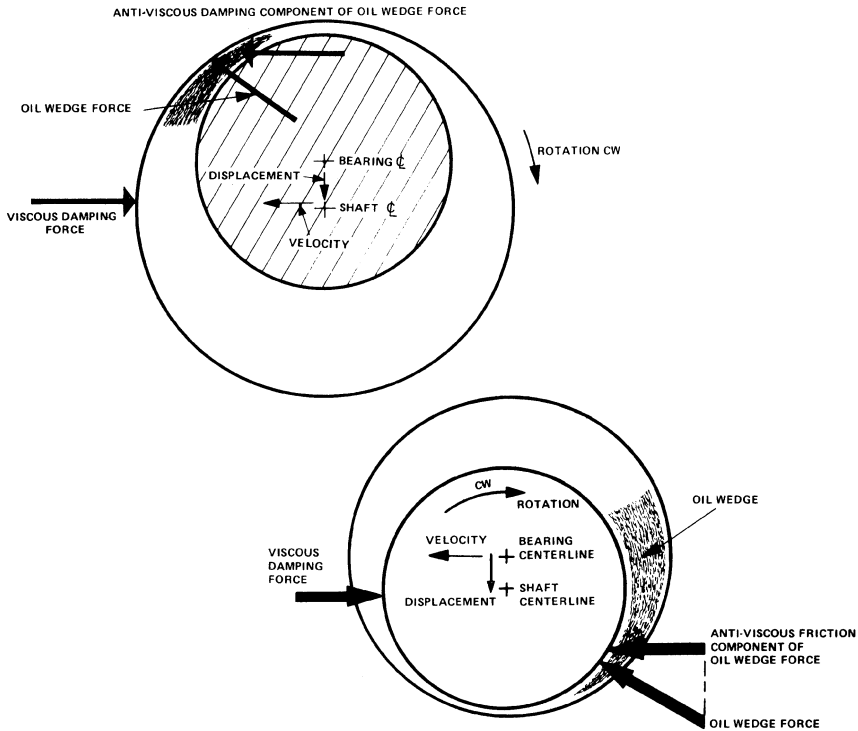 ANTI-VISCOUS DAMPING COMPONENT OF OIL WEDGE FORCE
OIL WEDGE FORCE
ROTATION CW
BEARING ℄
DISPLACEMENT
SHAFT ℄
VISCOUS DAMPING
FORCE
VELOCITY
CW
ROTATION
OIL WEDGE
VELOCITY
BEARING
CENTERLINE
VISCOUS
DAMPING
FORCE
DISPLACEMENT
SHAFT
CENTERLINE
ANTI-VISCOUS FRICTION
COMPONENT OF
OIL WEDGE FORCE
OIL WEDGE FORCE